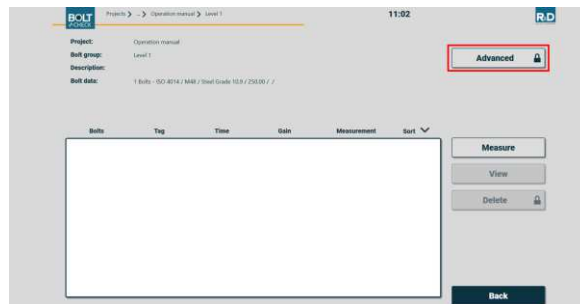 BOLT
✓CHECK
Projects ❯ .. ❯ Operation manual ❯ Level 1
11:02
R&D
Project: Operation manual
Bolt group: Level 1
Description:
Bolt data: 1 Bolts - ISO 4014 / M48 / Steel Grade 10.9 / 250.00 / /
Advanced
Bolts Tag Time Gain Measurement Sort
Measure
View
Delete
Back